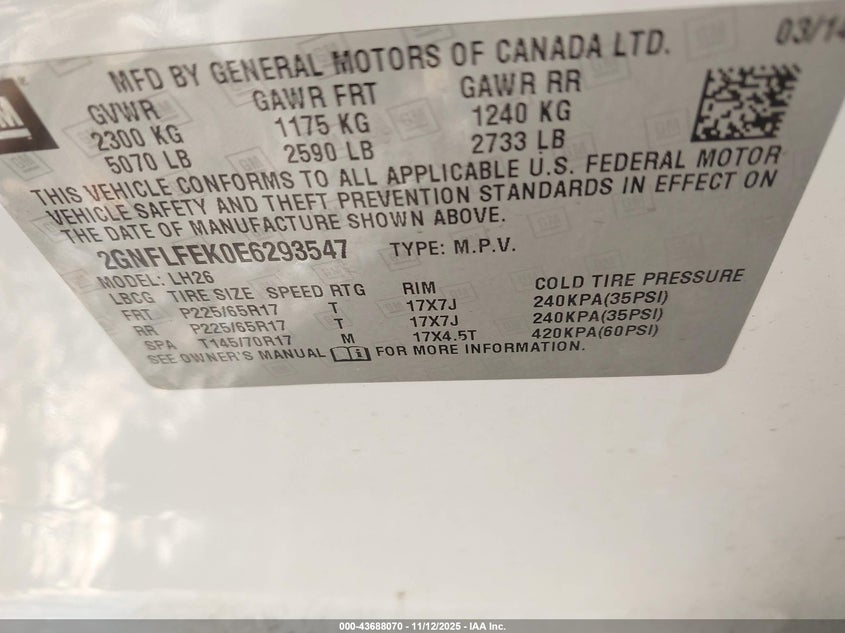 03/14
MFD BY GENERAL MOTORS OF CANADA LTD.
GVWR GAWR FRT GAWR RR
2300 KG 1175 KG 1240 KG
5070 LB 2590 LB 2733 LB
THIS VEHICLE CONFORMS TO ALL APPLICABLE U.S. FEDERAL MOTOR
VEHICLE SAFETY AND THEFT PREVENTION STANDARDS IN EFFECT ON
THE DATE OF MANUFACTURE SHOWN ABOVE.
2GNFLFEK0E6293547 TYPE: M.P.V.
MODEL: LH26
LBCG TIRE SIZE SPEED RTG RIM COLD TIRE PRESSURE
FRT P225/65R17 T 17X7J 240KPA(35PSI)
RR P225/65R17 T 17X7J 240KPA(35PSI)
SPA T145/70R17 M 17X4.5T 420KPA(60PSI)
SEE OWNER'S MANUAL FOR MORE INFORMATION.
000-43688070 - 11/12/2025 - IAA Inc.